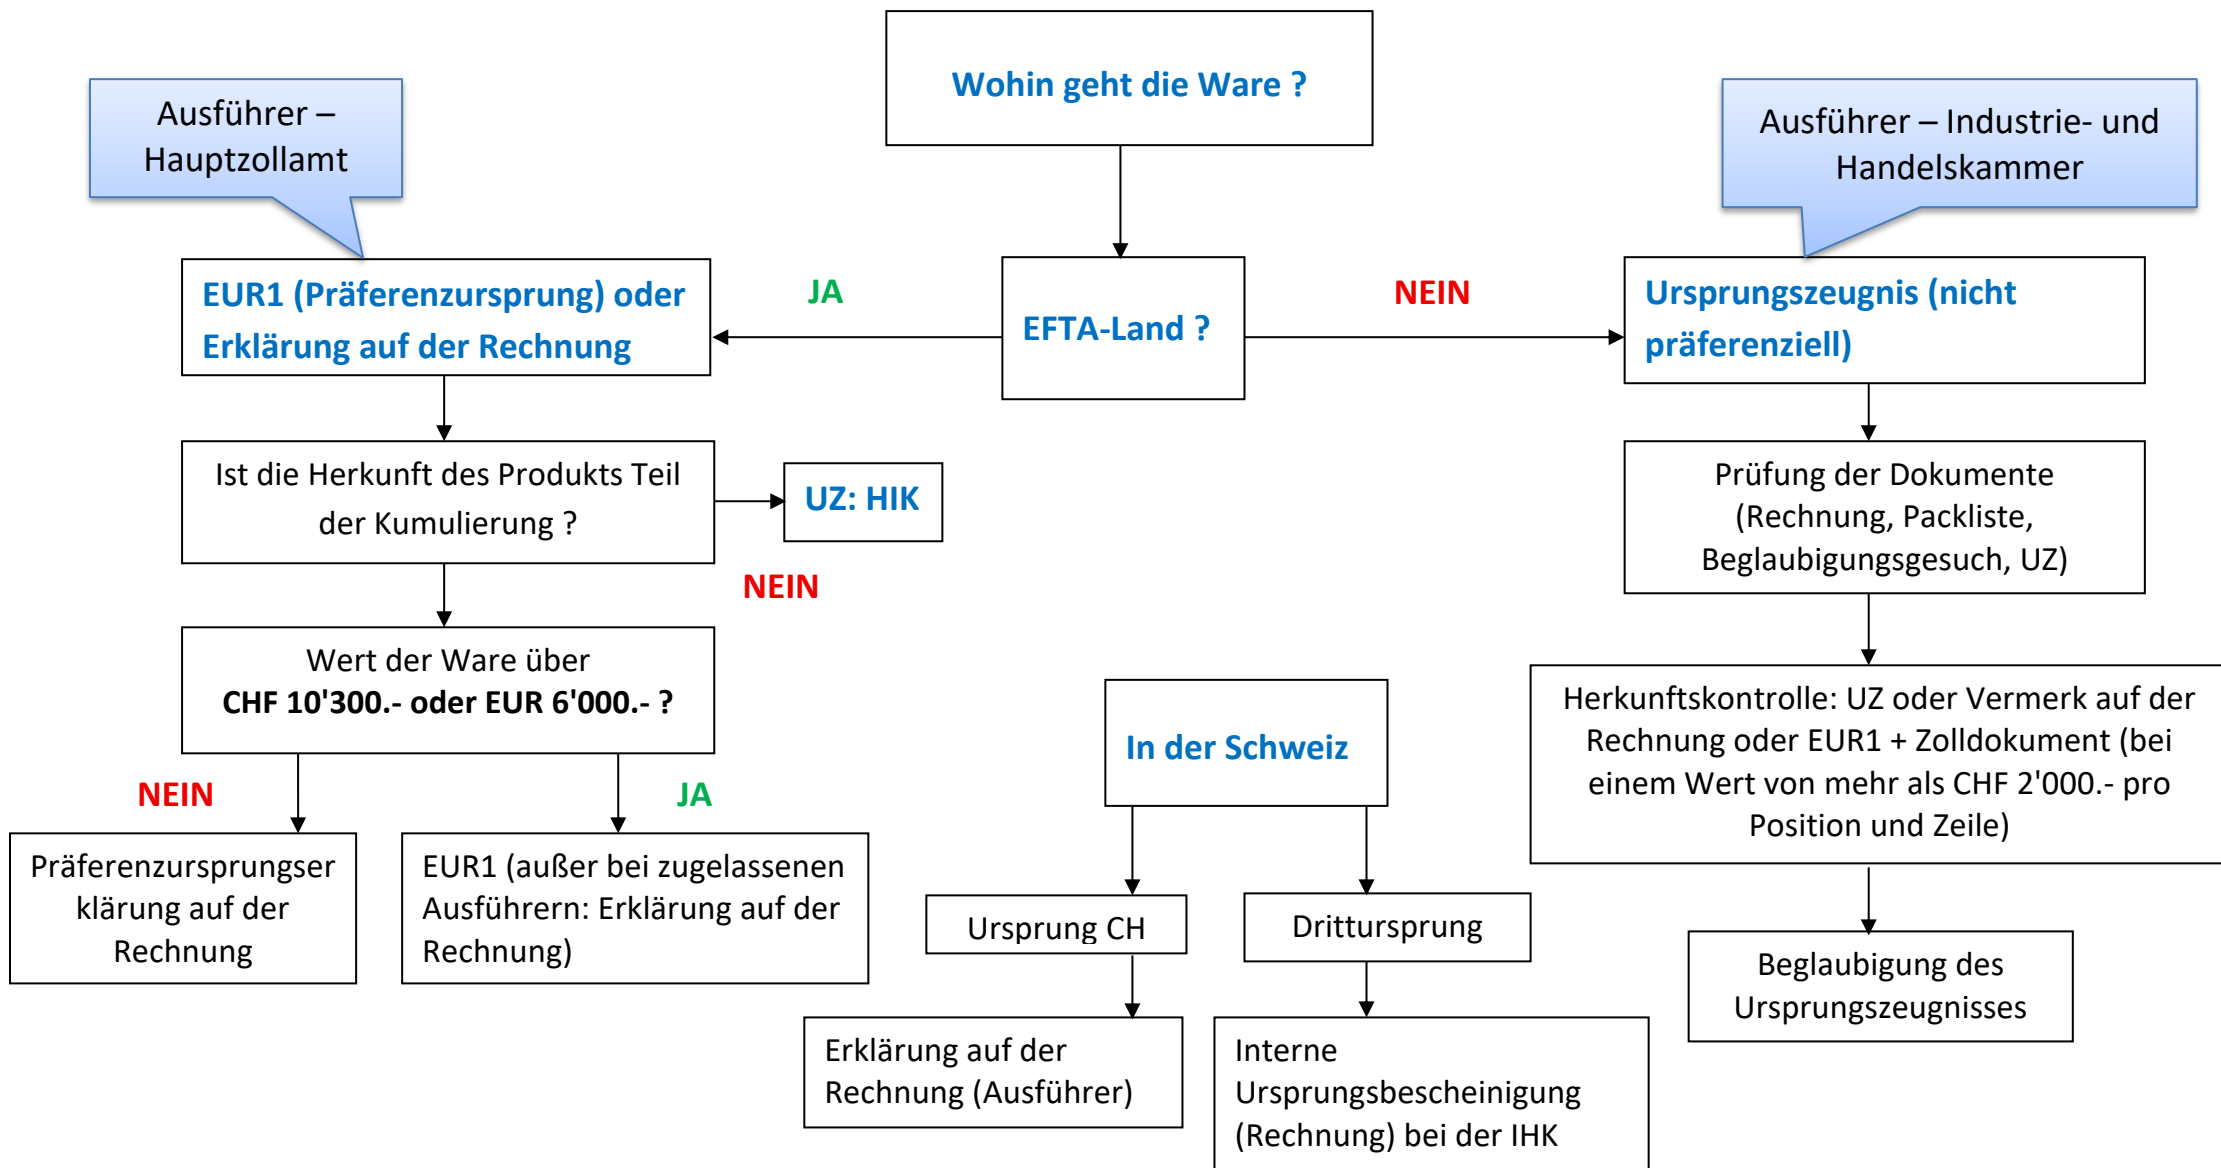 Wohin geht die Ware ?
Ausführer –
Hauptzollamt
Ausführer – Industrie- und
Handelskammer
EUR1 (Präferenzursprung) oder
Erklärung auf der Rechnung
JA
EFTA-Land ?
NEIN
Ursprungszeugnis (nicht
präferenziell)
Ist die Herkunft des Produkts Teil
der Kumulierung ?
UZ: HIK
NEIN
Prüfung der Dokumente
(Rechnung, Packliste,
Beglaubigungsgesuch, UZ)
Wert der Ware über
CHF 10'300.- oder EUR 6'000.- ?
NEIN
JA
Präferenzursprungser
klärung auf der
Rechnung
EUR1 (außer bei zugelassenen
Ausführern: Erklärung auf der
Rechnung)
In der Schweiz
Ursprung CH
Drittursprung
Erklärung auf der
Rechnung (Ausführer)
Interne
Ursprungsbescheinigung
(Rechnung) bei der IHK
Herkunftskontrolle: UZ oder Vermerk auf der
Rechnung oder EUR1 + Zolldokument (bei
einem Wert von mehr als CHF 2'000.- pro
Position und Zeile)
Beglaubigung des
Ursprungszeugnisses